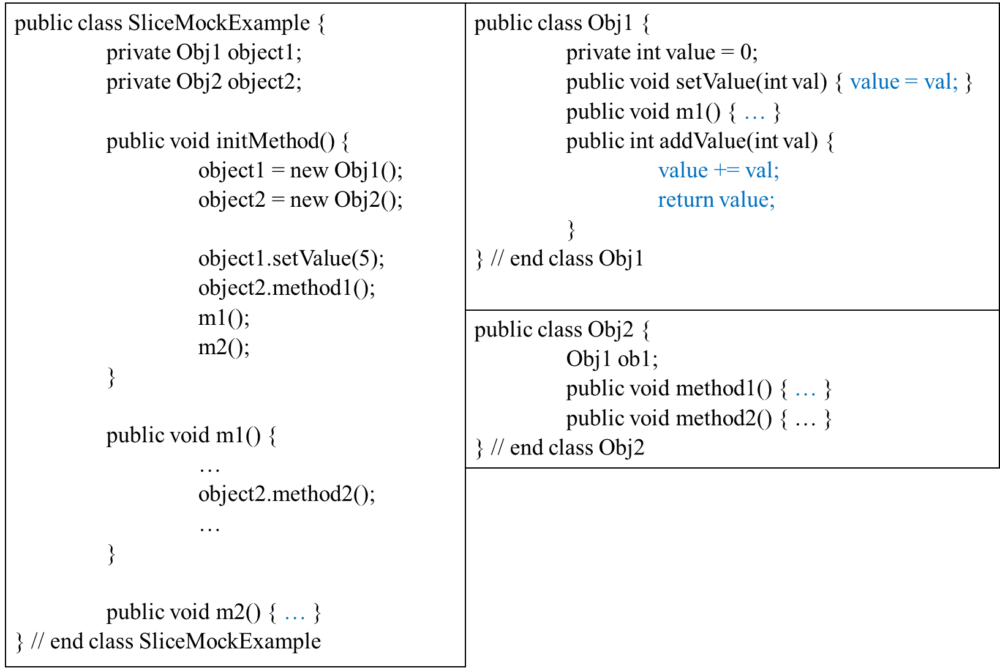 public class SliceMockExample {
private Obj1 object1;
private Obj2 object2;
public void initMethod() {
object1 = new Obj1();
object2 = new Obj2();
object1.setValue(5);
object2.method1();
m1();
m2();
}
public void m1() {
…
object2.method2();
…
}
public void m2() { … }
} // end class SliceMockExample
public class Obj1 {
private int value = 0;
public void setValue(int val) { value = val; }
public void m1() { … }
public int addValue(int val) {
value += val;
return value;
}
} // end class Obj1
public class Obj2 {
Obj1 ob1;
public void method1() { … }
public void method2() { … }
} // end class Obj2